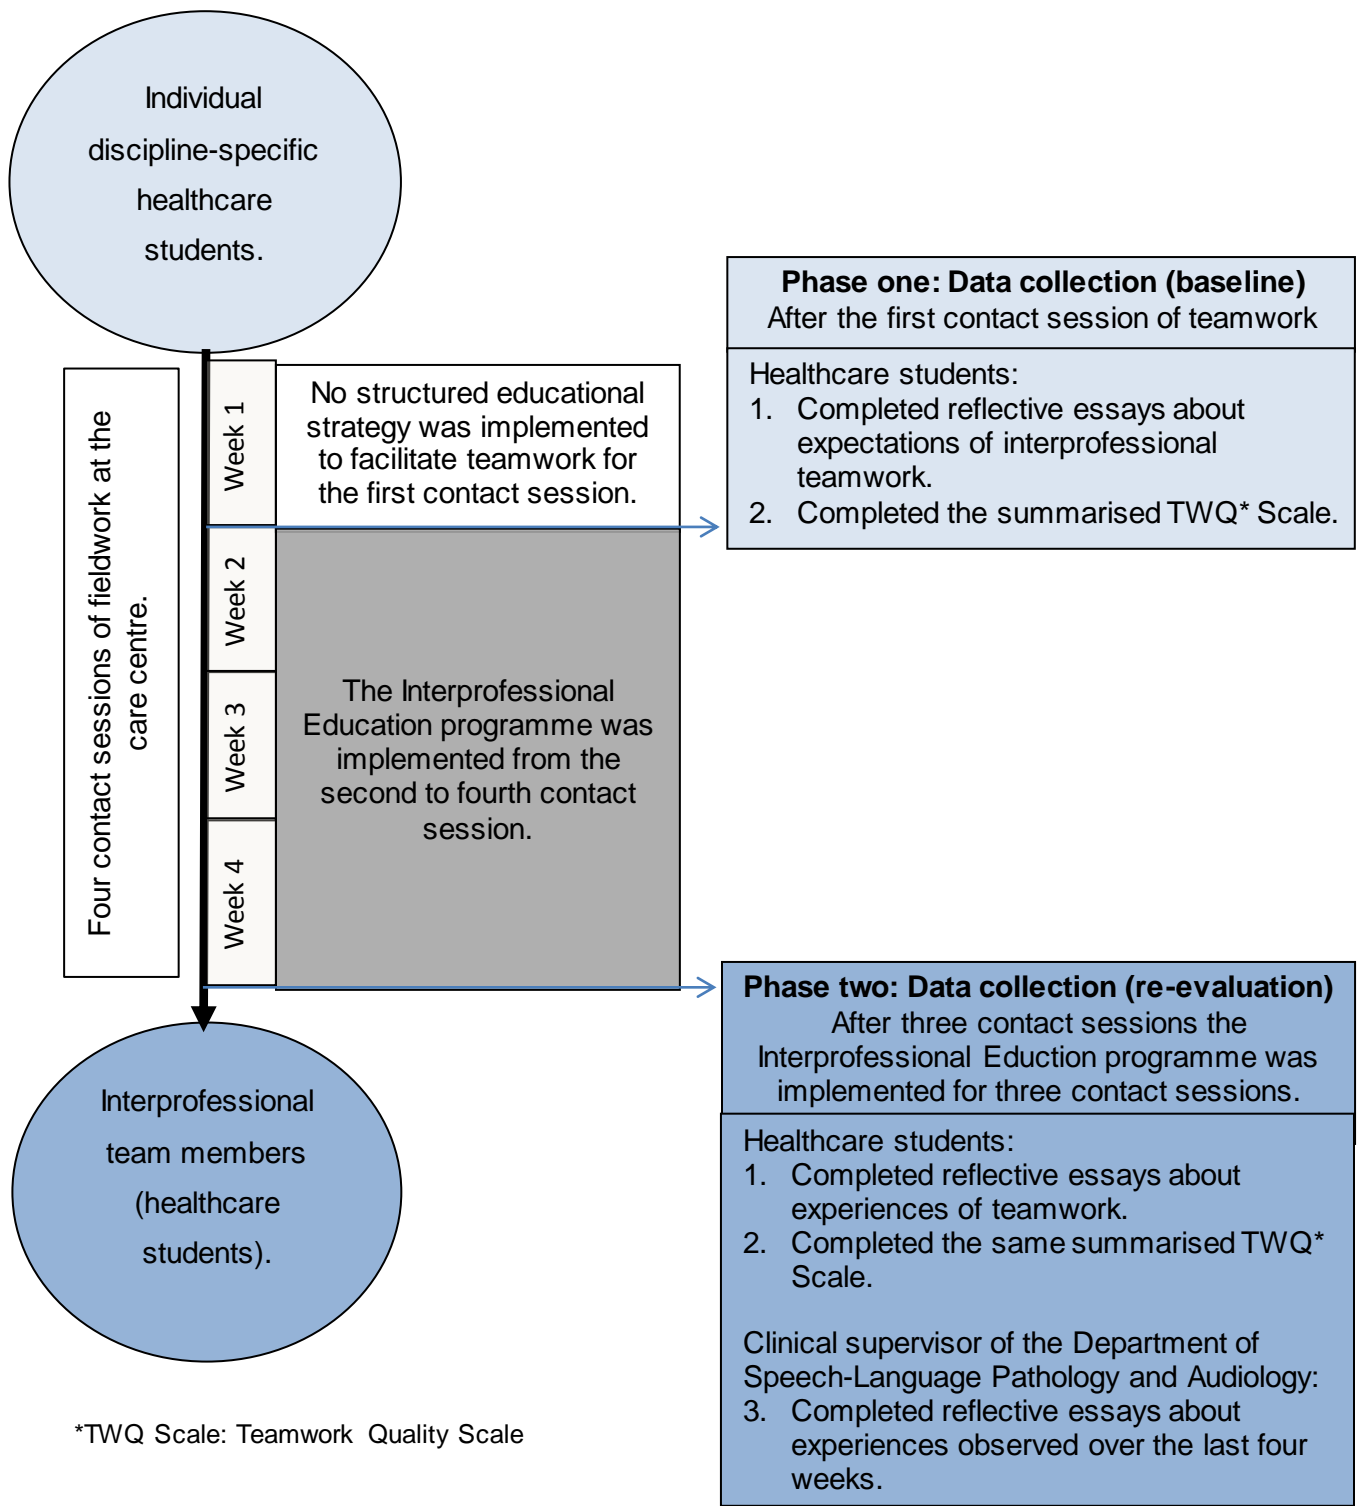 Individual
discipline-specific
healthcare
students.
Four contact sessions of fieldwork at the
care centre.
Week 1
No structured educational
strategy was implemented
to facilitate teamwork for
the first contact session.
Phase one: Data collection (baseline)
After the first contact session of teamwork
Healthcare students:
1. Completed reflective essays about
expectations of interprofessional
teamwork.
2. Completed the summarised TWQ* Scale.
Week 2
Week 3
Week 4
The Interprofessional
Education programme was
implemented from the
second to fourth contact
session.
Phase two: Data collection (re-evaluation)
After three contact sessions the
Interprofessional Eduction programme was
implemented for three contact sessions.
Healthcare students:
1. Completed reflective essays about
experiences of teamwork.
2. Completed the same summarised TWQ*
Scale.
Clinical supervisor of the Department of
Speech-Language Pathology and Audiology:
3. Completed reflective essays about
experiences observed over the last four
weeks.
Interprofessional
team members
(healthcare
students).
*TWQ Scale: Teamwork Quality Scale